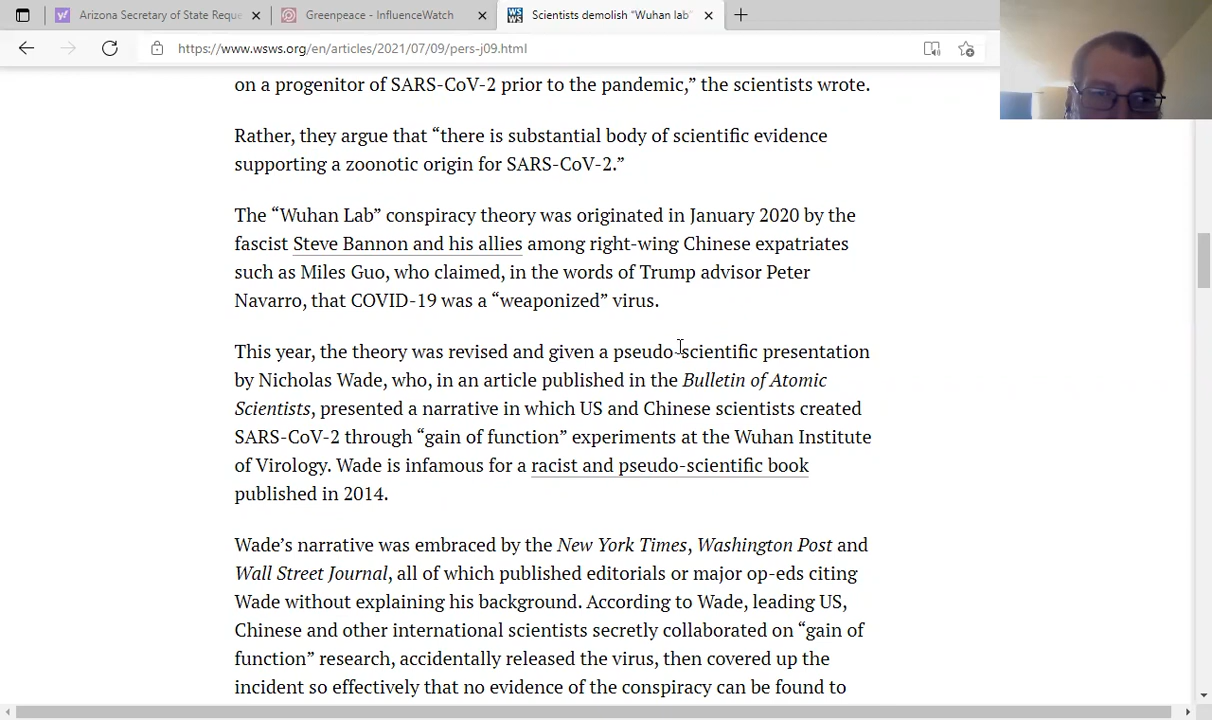 Arizona Secretary of State Reque
Greenpeace - InfluenceWatch
Scientists demolish "Wuhan lab"
https://www.wsws.org/en/articles/2021/07/09/pers-j09.html
on a progenitor of SARS-CoV-2 prior to the pandemic,” the scientists wrote.
Rather, they argue that “there is substantial body of scientific evidence
supporting a zoonotic origin for SARS-CoV-2.”
The “Wuhan Lab” conspiracy theory was originated in January 2020 by the
fascist Steve Bannon and his allies among right-wing Chinese expatriates
such as Miles Guo, who claimed, in the words of Trump advisor Peter
Navarro, that COVID-19 was a “weaponized” virus.
This year, the theory was revised and given a pseudo-scientific presentation
by Nicholas Wade, who, in an article published in the Bulletin of Atomic
Scientists, presented a narrative in which US and Chinese scientists created
SARS-CoV-2 through “gain of function” experiments at the Wuhan Institute
of Virology. Wade is infamous for a racist and pseudo-scientific book
published in 2014.
Wade’s narrative was embraced by the New York Times, Washington Post and
Wall Street Journal, all of which published editorials or major op-eds citing
Wade without explaining his background. According to Wade, leading US,
Chinese and other international scientists secretly collaborated on “gain of
function” research, accidentally released the virus, then covered up the
incident so effectively that no evidence of the conspiracy can be found to